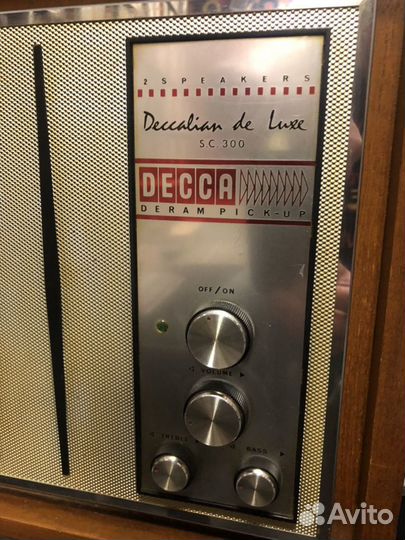 2 SPEAKERS
Deccalian de Luxe
S.C. 300
DECCA
DERAM PICK-UP
OFF/ON
VOLUME
TREBLE
BASS
Avito